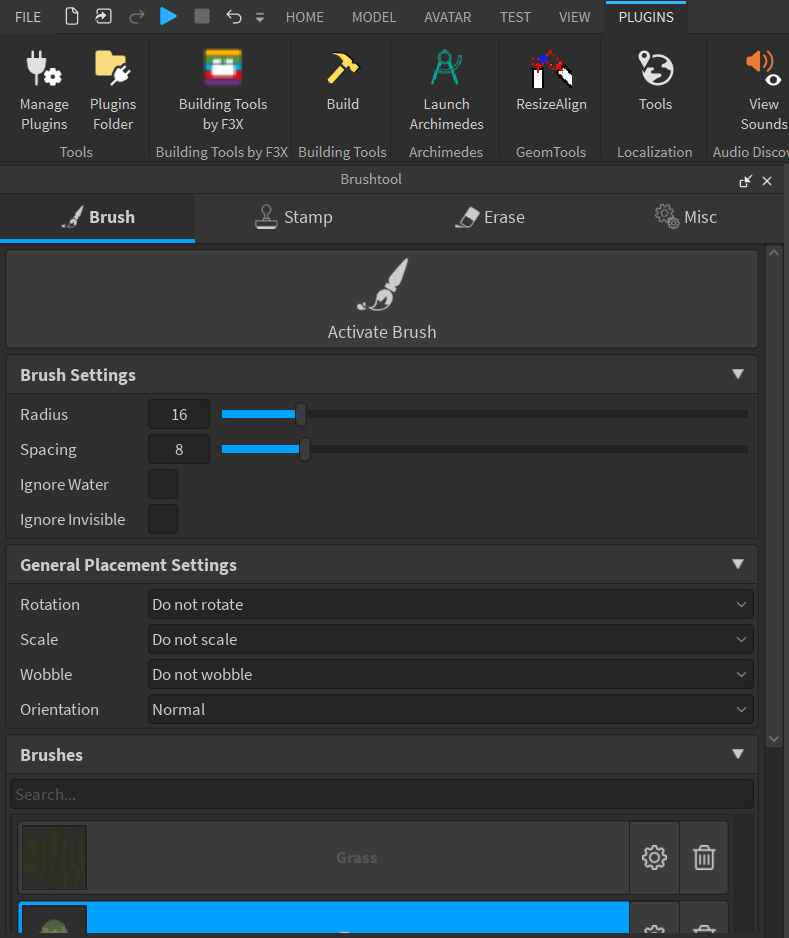 FILE HOME MODEL AVATAR TEST VIEW PLUGINS
Manage Plugins Building Tools Build Launch ResizeAlign Tools View
Plugins Folder by F3X Archimedes Sounds
Tools Building Tools by F3X Building Tools Archimedes GeomTools Localization Audio Disco
Brushtool
Brush Stamp Erase Misc
Activate Brush
Brush Settings
Radius 16
Spacing 8
Ignore Water
Ignore Invisible
General Placement Settings
Rotation Do not rotate
Scale Do not scale
Wobble Do not wobble
Orientation Normal
Brushes
Search...
Grass